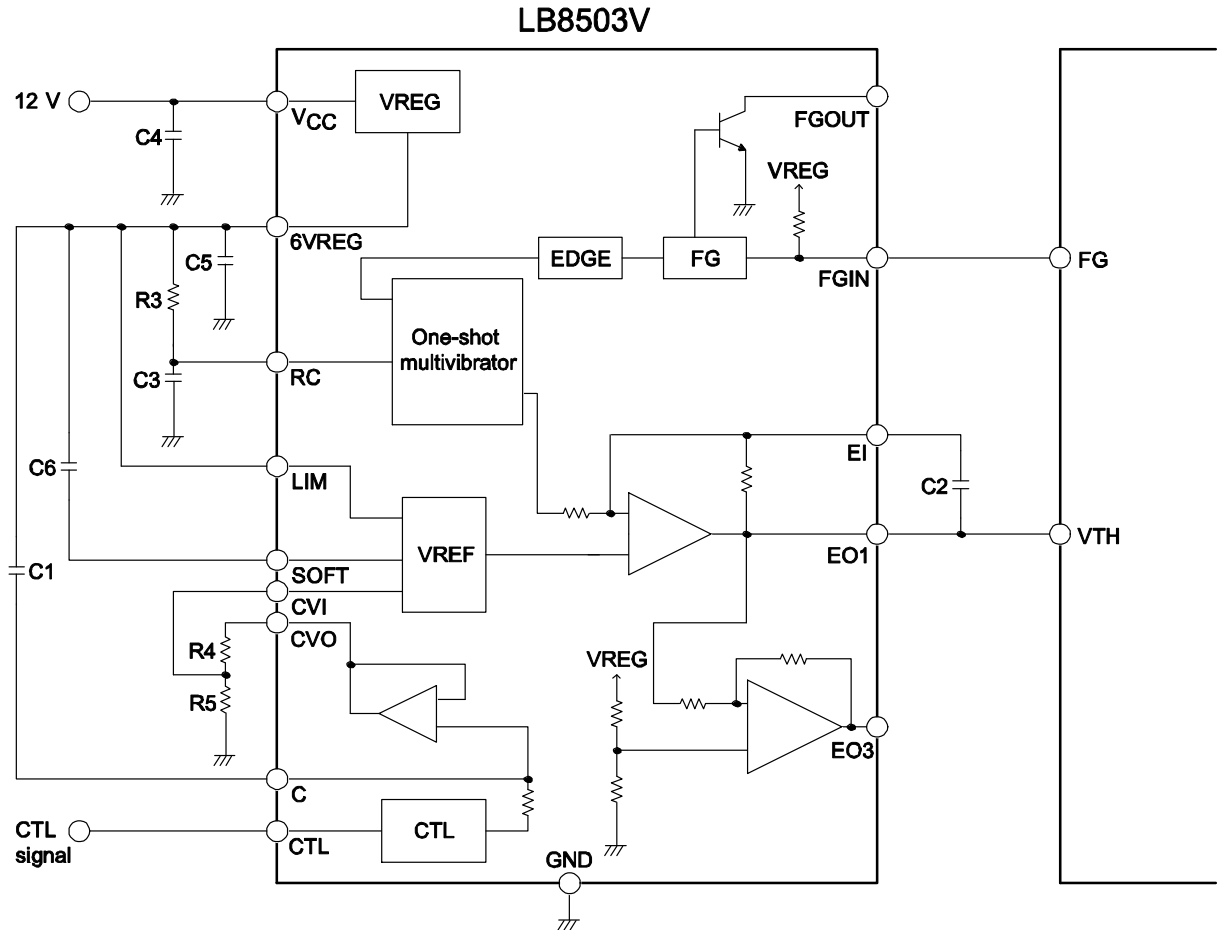 LB8503V
12 V
VCC
VREG
C4
FGOUT
VREG
6VREG
C5
EDGE
FG
FGIN
FG
R3
One-shot
multivibrator
RC
C3
EI
C6
LIM
C2
VREF
EO1
VTH
C1
SOFT
CVI
CVO
R4
R5
VREG
EO3
C
CTL
signal
CTL
CTL
GND